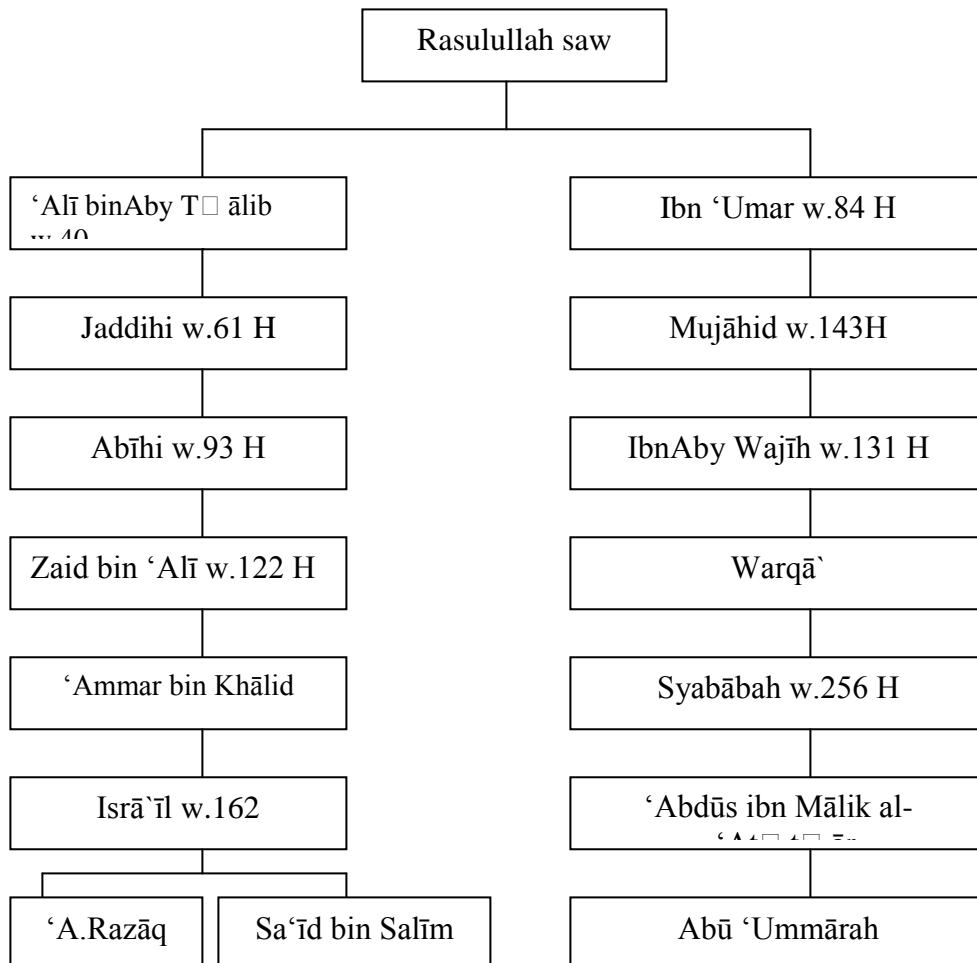 Rasulullah saw
‘Alī binAby T□ ālib
w.40
Ibn ‘Umar w.84 H
Jaddihi w.61 H
Mujāhid w.143H
Abīhi w.93 H
IbnAby Wajīh w.131 H
Zaid bin ‘Alī w.122 H
Warqā`
‘Ammar bin Khālid
Syabābah w.256 H
Isrā`īl w.162
‘Abdūs ibn Mālik al-
‘A.Razāq
Sa‘īd bin Salīm
Abū ‘Ummārah